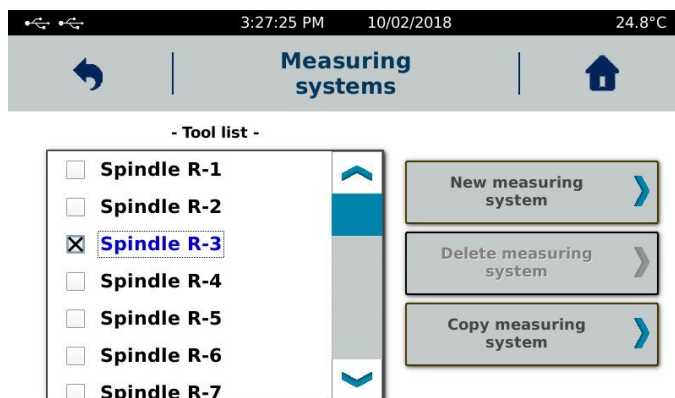 3:27:25 PM 10/02/2018 24.8°C
Measuring
systems
- Tool list -
Spindle R-1
Spindle R-2
Spindle R-3
Spindle R-4
Spindle R-5
Spindle R-6
Spindle R-7
New measuring
system
Delete measuring
system
Copy measuring
system